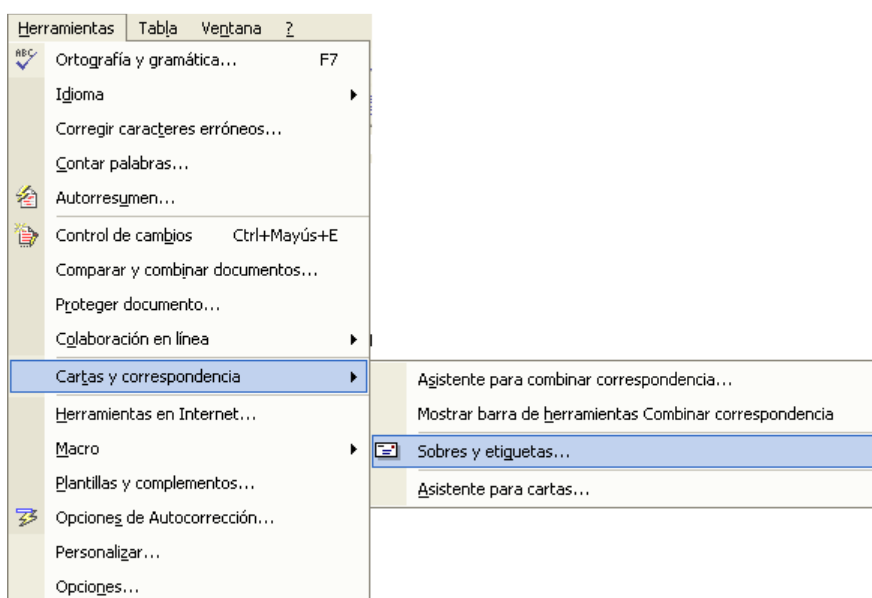 Herramientas Tabla Ventana ?
ABC Ortografía y gramática... F7
Idioma
Corregir caracteres erróneos...
Contar palabras...
Autorresumen...
Control de cambios Ctrl+Mayús+E
Comparar y combinar documentos...
Proteger documento...
Colaboración en línea
Cartas y correspondencia
Asistente para combinar correspondencia...
Herramientas en Internet...
Mostrar barra de herramientas Combinar correspondencia
Macro
Sobres y etiquetas...
Plantillas y complementos...
Asistente para cartas...
Opciones de Autocorrección...
Personalizar...
Opciones...